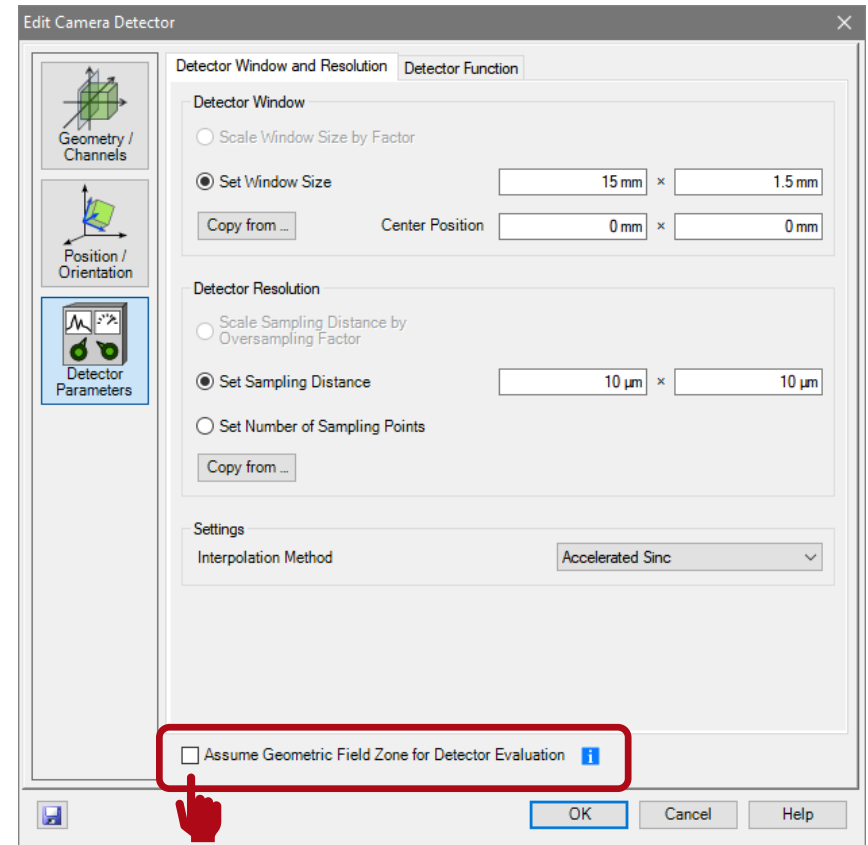 Edit Camera Detector
Geometry /
Channels
Position /
Orientation
Detector
Parameters
Detector Window and Resolution
Detector Function
Detector Window
Scale Window Size by Factor
Set Window Size
15 mm × 1.5 mm
Copy from ...
Center Position
0 mm × 0 mm
Detector Resolution
Scale Sampling Distance by
Oversampling Factor
Set Sampling Distance
10 µm × 10 µm
Set Number of Sampling Points
Copy from ...
Settings
Interpolation Method
Accelerated Sinc
Assume Geometric Field Zone for Detector Evaluation
i
OK
Cancel
Help